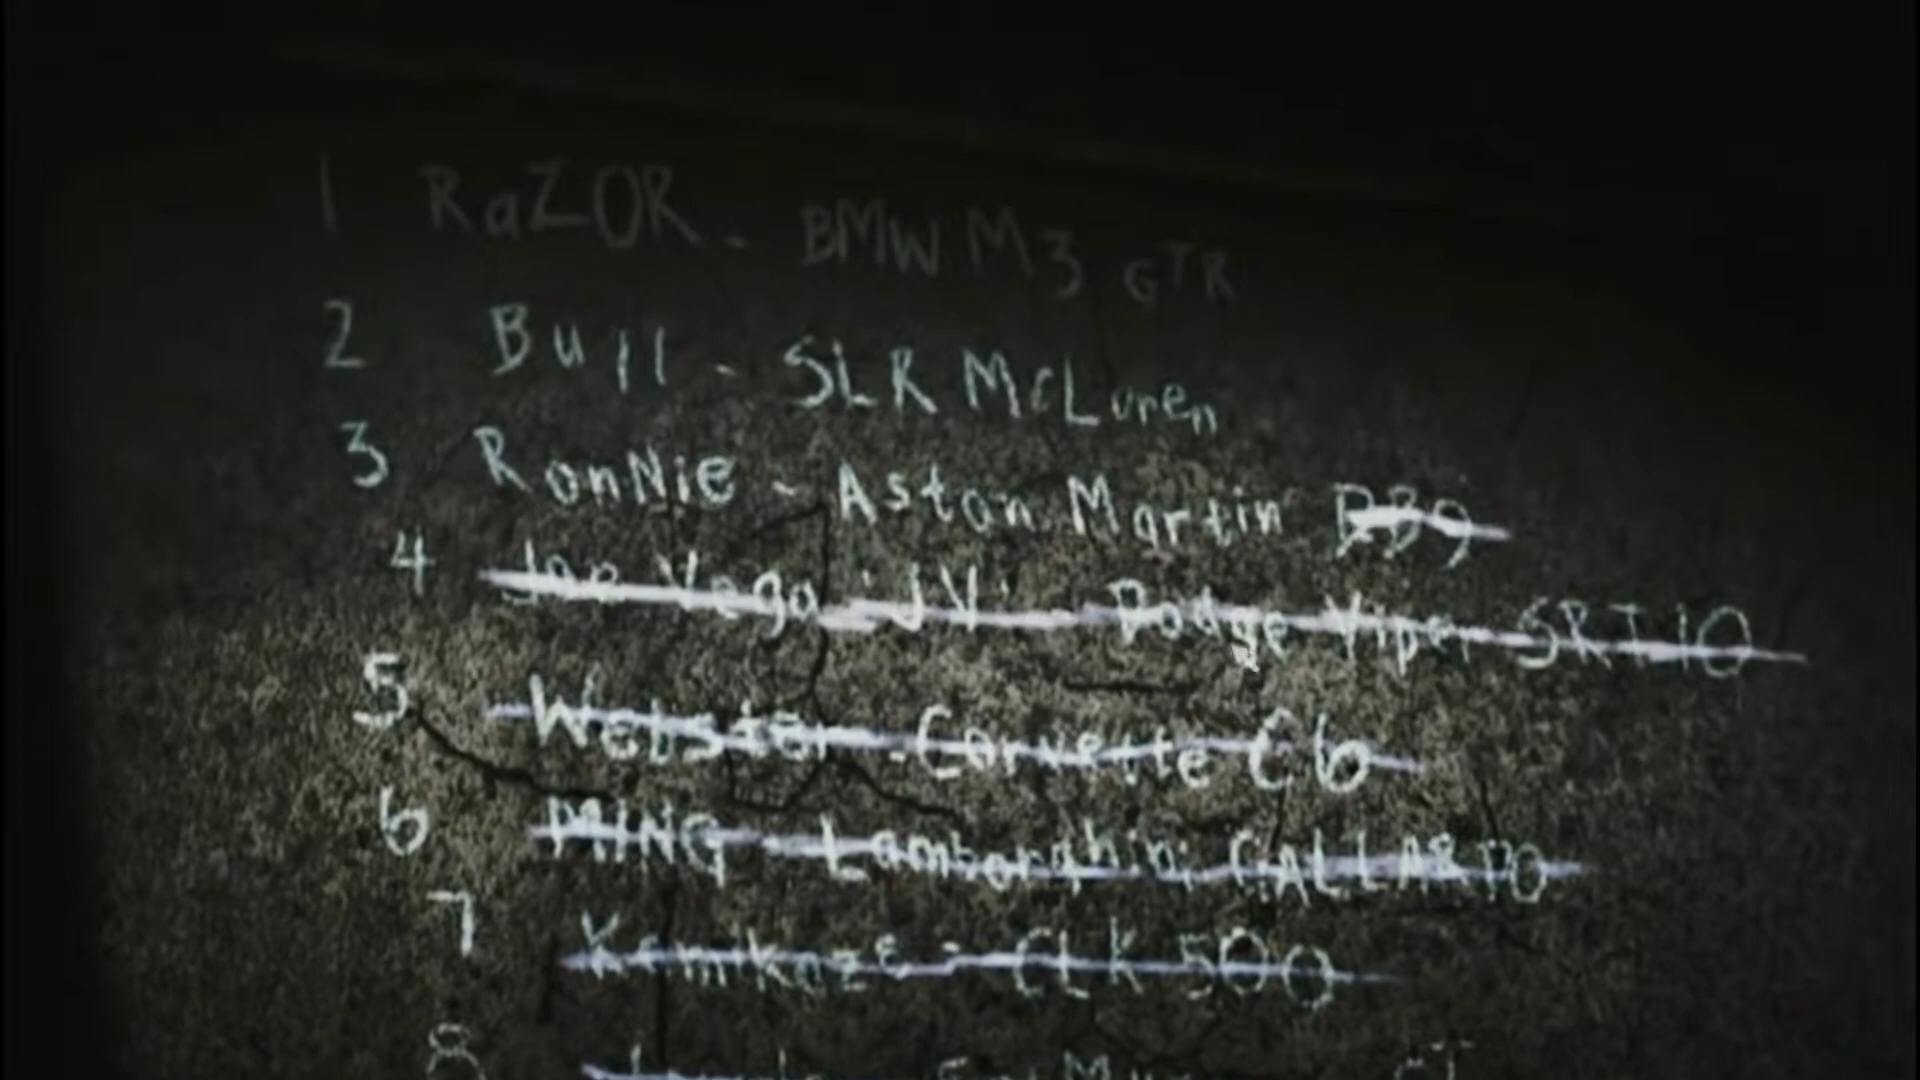 1 RaZOR - BMW M3 GTR
2 Bull - SLR McLaren
3 RonNie - Aston Martin DB9
4 Joe Vega 'JV' - Dodge Viper SRT10
5 Webster - Corvette C6
6 MING - Lamborghini GALLARDO
7 Kamikaze - CLK 500
8